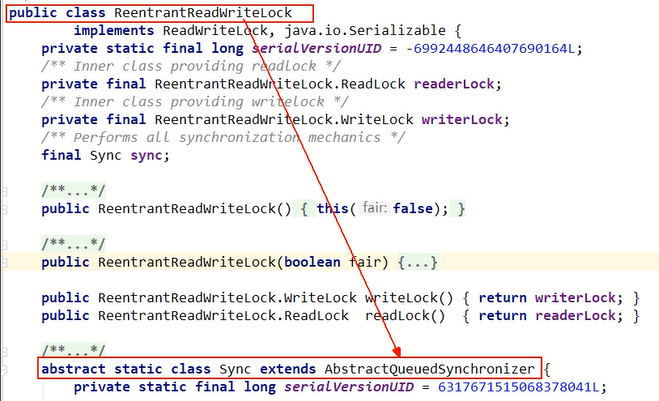 public class ReentrantReadWriteLock
implements ReadWriteLock, java.io.Serializable {
private static final long serialVersionUID = -6992448646407690164L;
/** Inner class providing readlock */
private final ReentrantReadWriteLock.ReadLock readerLock;
/** Inner class providing writelock */
private final ReentrantReadWriteLock.WriteLock writerLock;
/** Performs all synchronization mechanics */
final Sync sync;
/**...*/
public ReentrantReadWriteLock() { this( fair: false); }
/**...*/
public ReentrantReadWriteLock(boolean fair) {...}
public ReentrantReadWriteLock.WriteLock writeLock() { return writerLock; }
public ReentrantReadWriteLock.ReadLock readLock() { return readerLock; }
/**...*/
abstract static class Sync extends AbstractQueuedSynchronizer {
private static final long serialVersionUID = 6317671515068378041L;